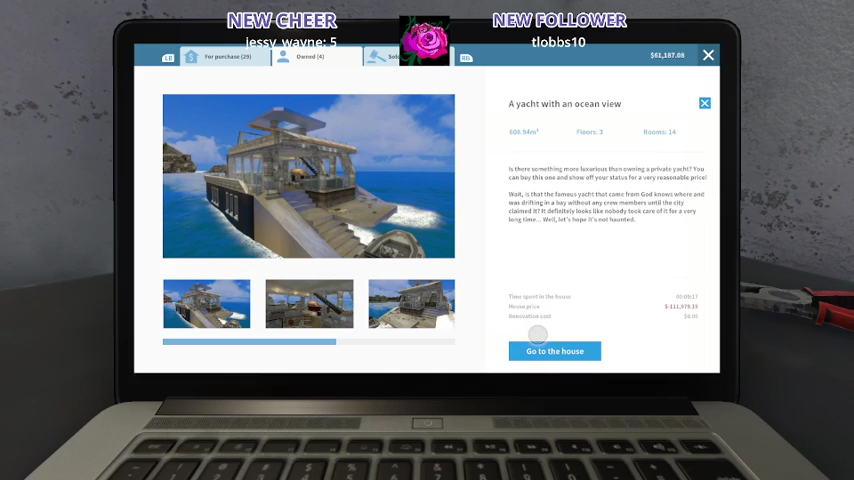 NEW CHEER
jessy_wayne: 5
NEW FOLLOWER
tlobbs10
LB
For purchase (29)
Owned (4)
RB
$61,187.08
A yacht with an ocean view
606.94m²
Floors: 3
Rooms: 14
Is there something more luxurious than owning a private yacht? You
can buy this one and show off your status for a very reasonable price!
Wait, is that the famous yacht that came from God knows where and
was drifting in a bay without any crew members until the city
claimed it? It definitely looks like nobody took care of it for a very
long time... Well, let's hope it's not haunted.
Time spent in the house
00:05:17
House price
Renovation cost
$0.00
Go to the house